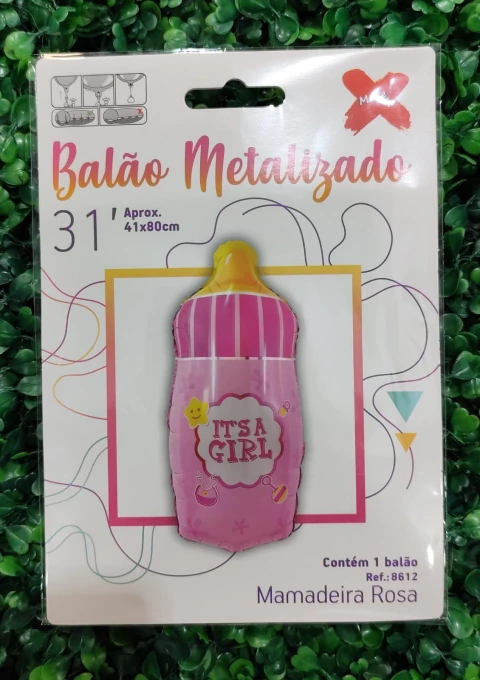 Balão Metalizado
31'
Aprox.
41x80cm
IT'S A
GIRL
Contém 1 balão
Ref.: 8612
Mamadeira Rosa